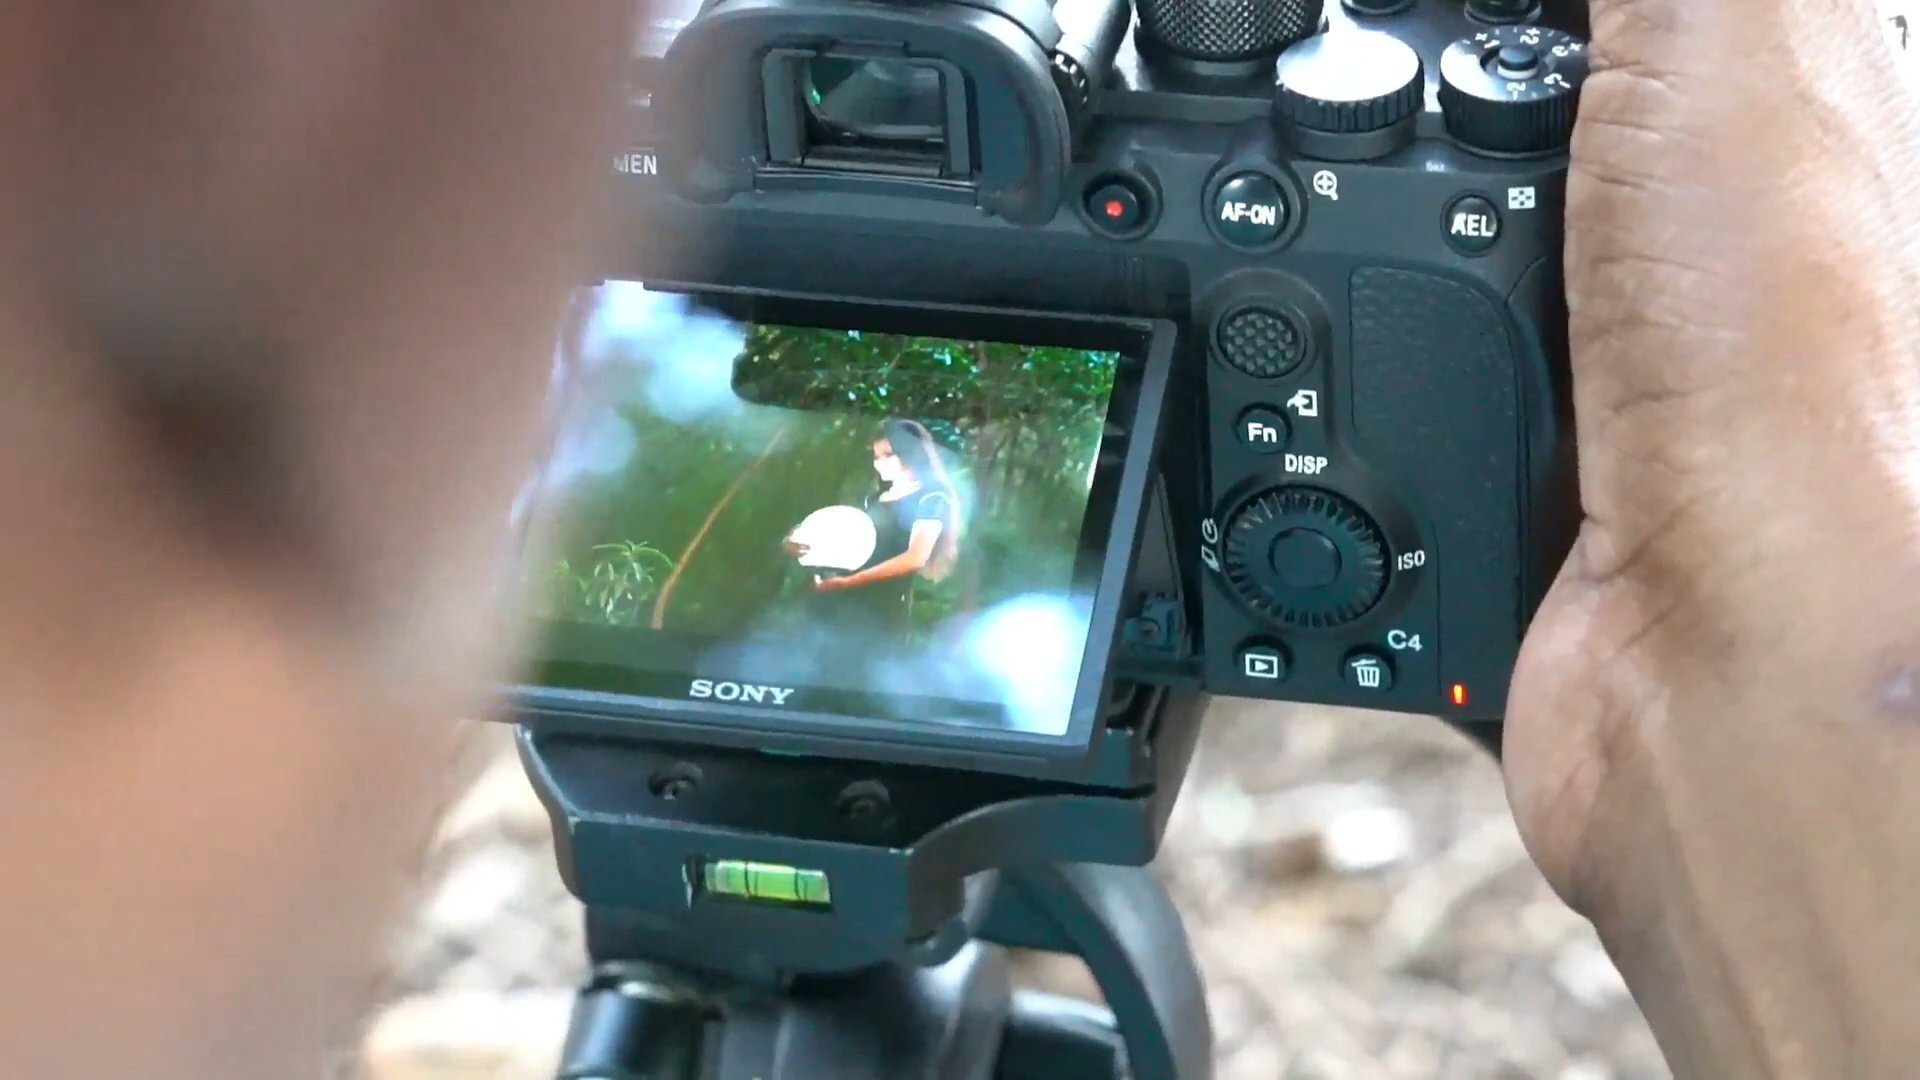 MEN
AF-ON
AEL
Fn
DISP
ISO
C4
SONY